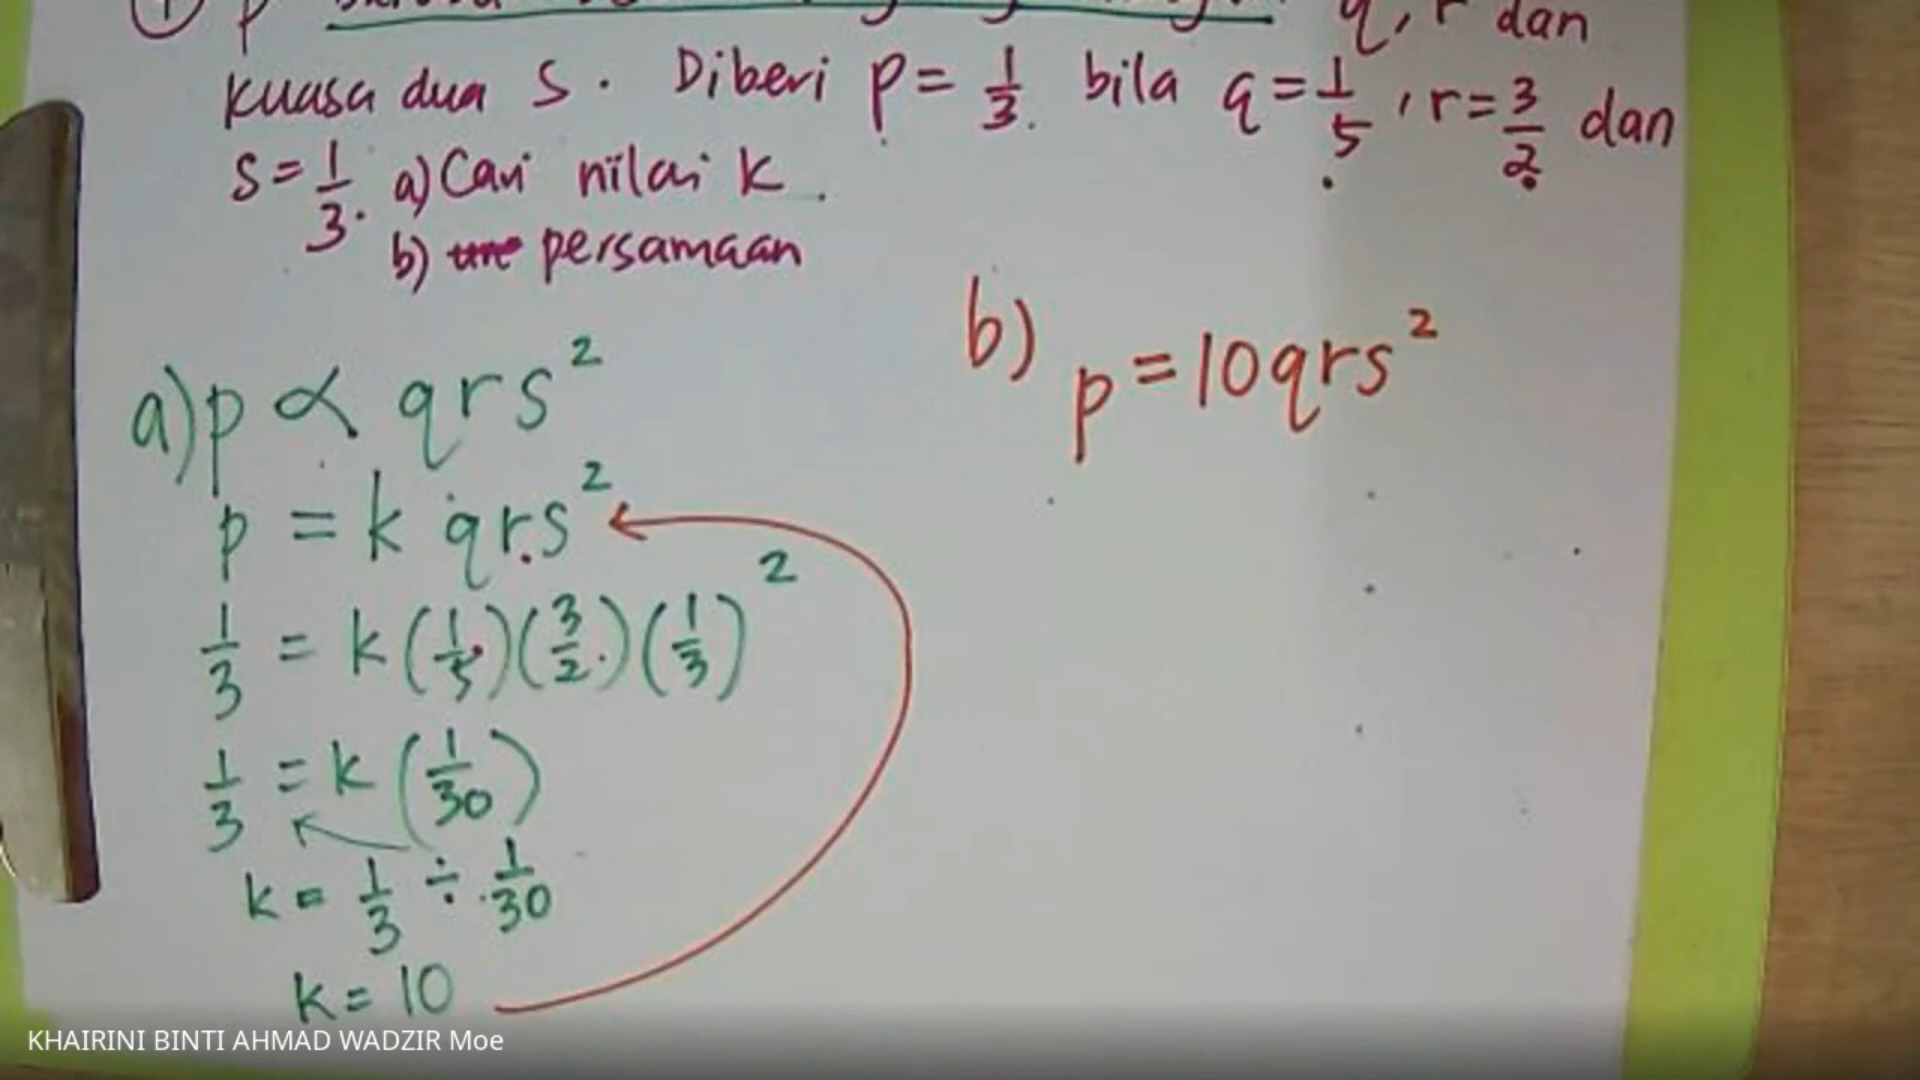 ① p q, r dan
kuasa dua s. Diberi p = 1/3 bila q = 1/5, r = 3/2 dan
s = 1/3. a) Cari nilai k.
b) persamaan
a) p ∝ qrs²
p = k qrs²
1/3 = k(1/5)(3/2)(1/3)²
1/3 = k(1/30)
k = 1/3 ÷ 1/30
k = 10
b) p = 10qrs²
KHAIRINI BINTI AHMAD WADZIR Moe